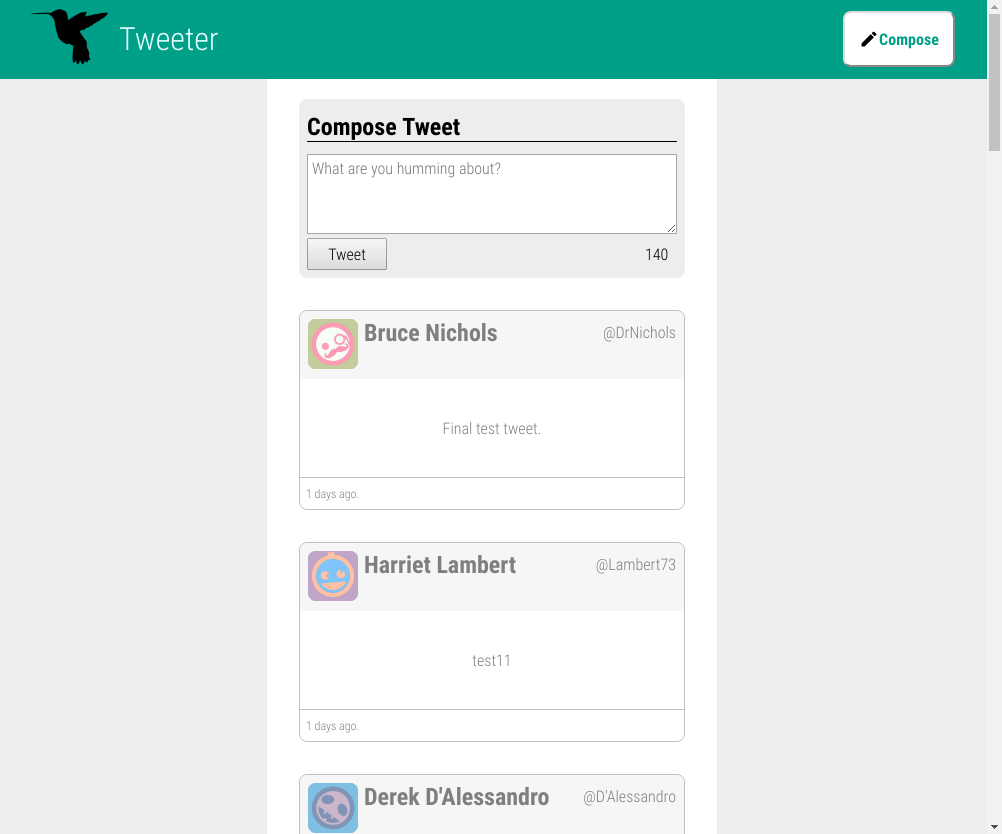 Tweeter
Compose
Compose Tweet
What are you humming about?
Tweet 140
Bruce Nichols @DrNichols
Final test tweet.
1 days ago.
Harriet Lambert @Lambert73
test11
1 days ago.
Derek D'Alessandro @D'Alessandro